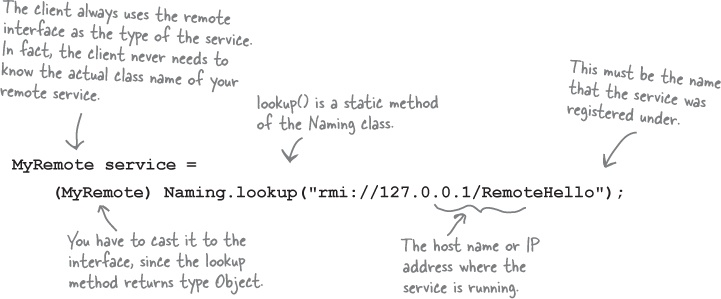 The client always uses the remote
interface as the type of the service.
In fact, the client never needs to
know the actual class name of your
remote service.
lookup() is a static method
of the Naming class.
This must be the name
that the service was
registered under.
MyRemote service =
(MyRemote) Naming.lookup("rmi://127.0.0.1/RemoteHello");
You have to cast it to the
interface, since the lookup
method returns type Object.
The host name or IP
address where the
service is running.